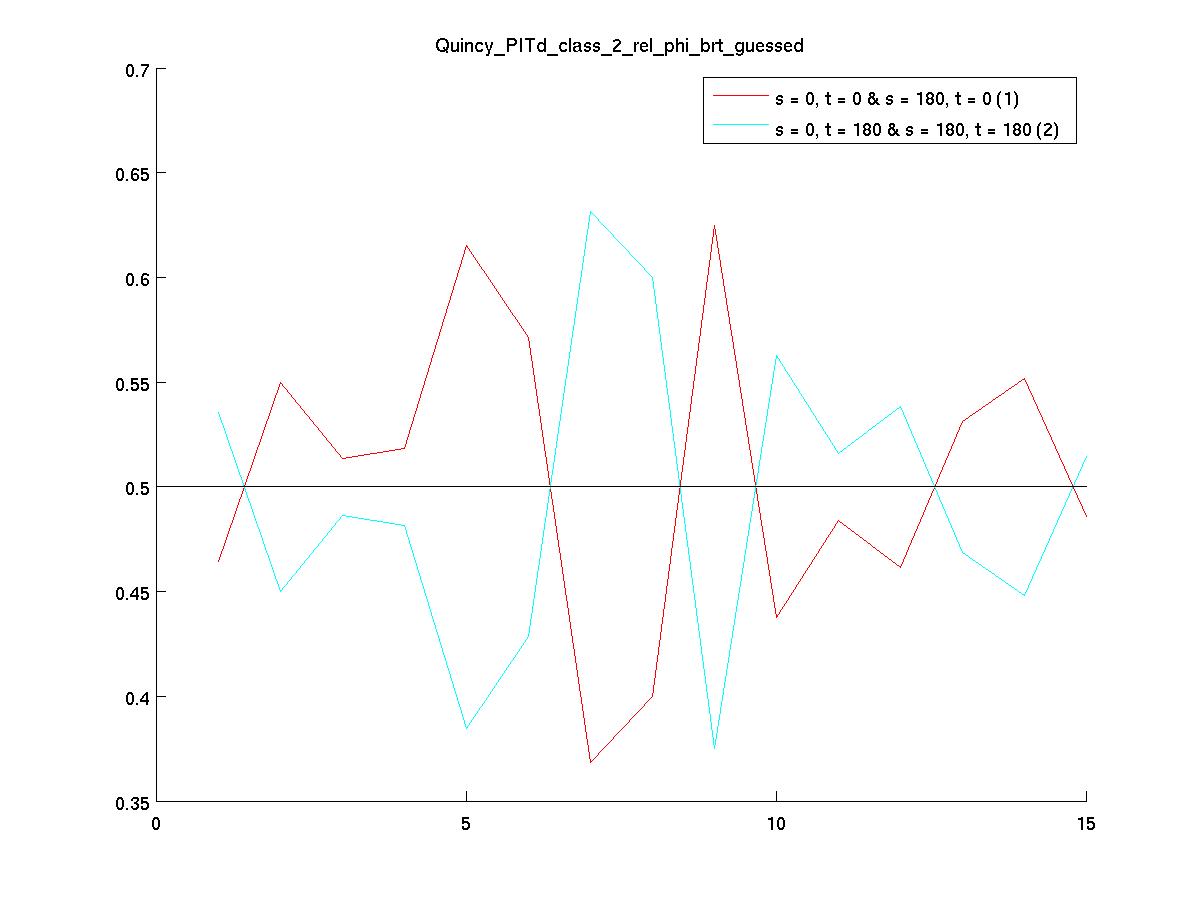 Quincy_PITd_class_2_rel_phi_brt_guessed
0.7
s = 0, t = 0 & s = 180, t = 0 (1)
s = 0, t = 180 & s = 180, t = 180 (2)
0.65
0.6
0.55
0.5
0.45
0.4
0.35
0 5 10 15